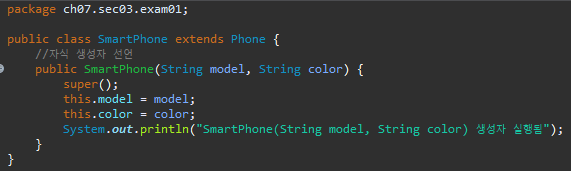 package ch07.sec03.exam01;
public class SmartPhone extends Phone {
//자식 생성자 선언
public SmartPhone(String model, String color) {
super();
this.model = model;
this.color = color;
System.out.println("SmartPhone(String model, String color) 생성자 실행됨");
}
}